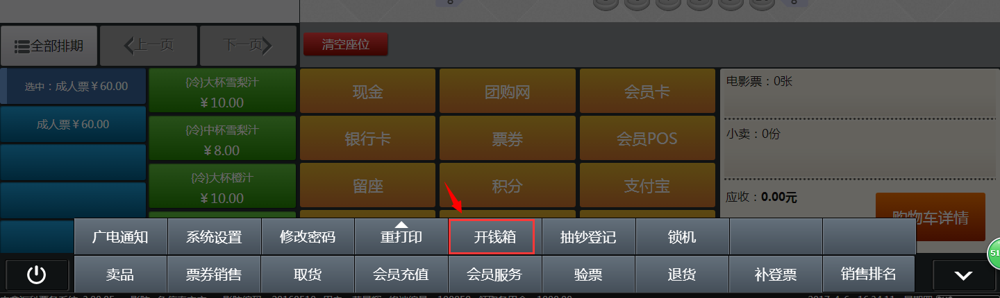 全部排期 上一页 下一页 清空座位
选中：成人票￥60.00
成人票￥60.00
{冷}大杯雪梨汁
￥10.00
{冷}中杯雪梨汁
￥8.00
{冷}大杯橙汁
￥10.00
现金 团购网 会员卡
银行卡 票券 会员POS
留座 积分 支付宝
电影票：0张
小卖：0份
应收：0.00元
购物车详情
广电通知 系统设置 修改密码 重打印 开钱箱 抽钞登记 锁机
卖品 票券销售 取货 会员充值 会员服务 验票 退货 补登票 销售排名
51